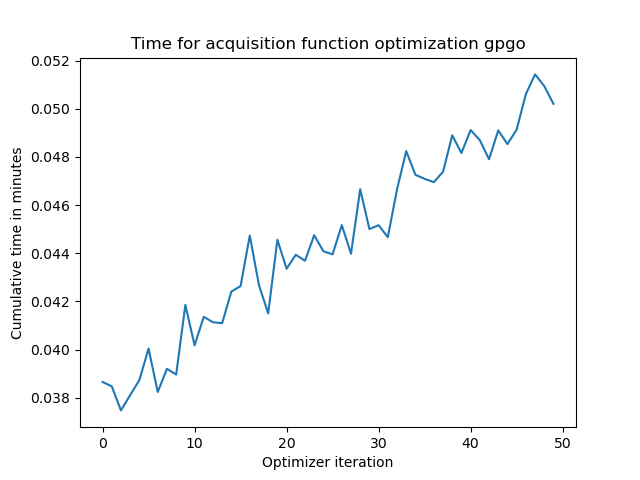 Time for acquisition function optimization gpgo
Cumulative time in minutes
0.052
0.050
0.048
0.046
0.044
0.042
0.040
0.038
0 10 20 30 40 50
Optimizer iteration